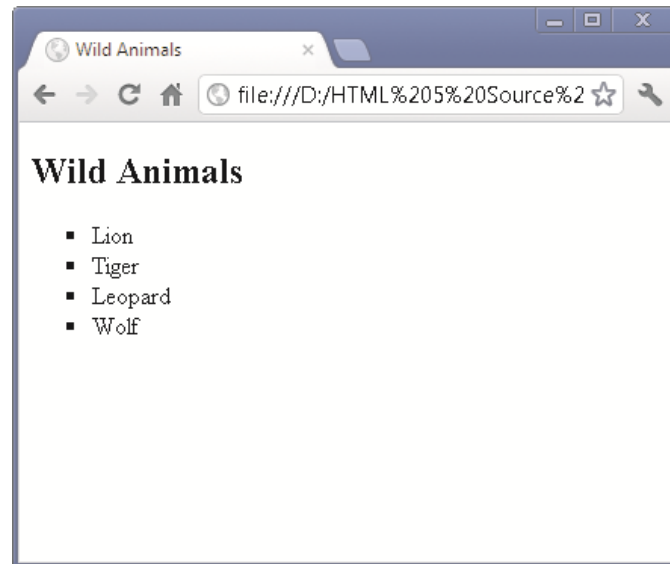 Wild Animals
file:///D:/HTML%205%20Source%2
Wild Animals
Lion
Tiger
Leopard
Wolf